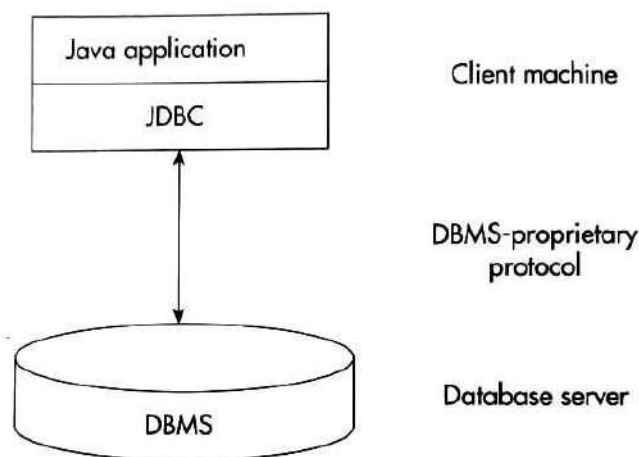 Java application
JDBC
Client machine
DBMS-proprietary
protocol
DBMS
Database server